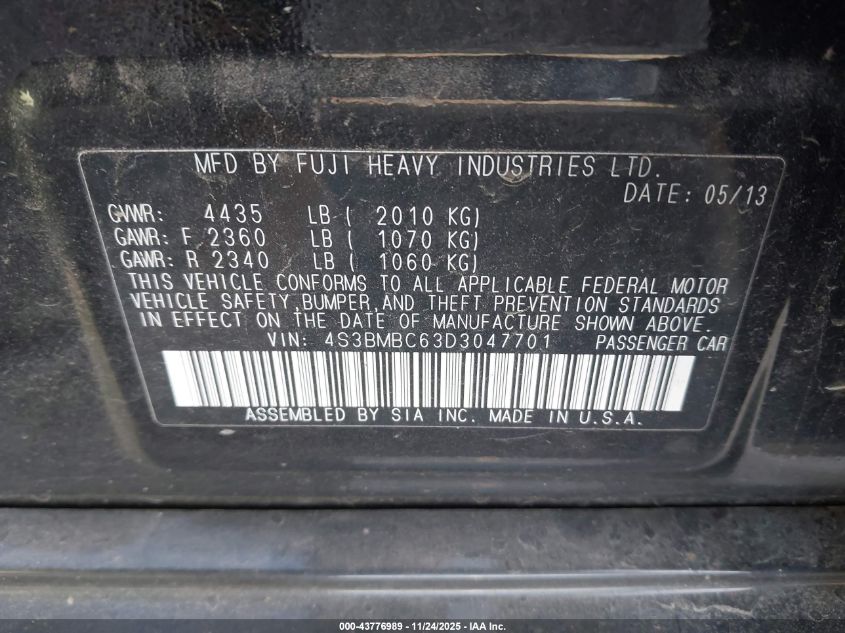 MFD BY FUJI HEAVY INDUSTRIES LTD.
DATE: 05/13
GVWR: 4435 LB ( 2010 KG)
GAWR: F 2360 LB ( 1070 KG)
GAWR: R 2340 LB ( 1060 KG)
THIS VEHICLE CONFORMS TO ALL APPLICABLE FEDERAL MOTOR
VEHICLE SAFETY, BUMPER, AND THEFT PREVENTION STANDARDS
IN EFFECT ON THE DATE OF MANUFACTURE SHOWN ABOVE.
VIN: 4S3BMBC63D3047701 PASSENGER CAR
ASSEMBLED BY SIA INC. MADE IN U.S.A.
000-43776989 - 11/24/2025 - IAA Inc.